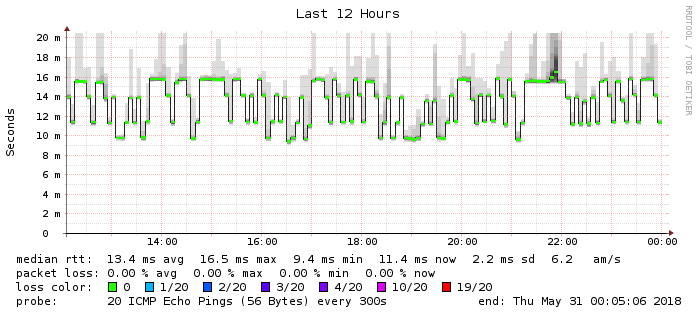 Last 12 Hours
RRDTOOL / TOBI OETIKER
Seconds
20 m
18 m
16 m
14 m
12 m
10 m
8 m
6 m
4 m
2 m
0
14:00 16:00 18:00 20:00 22:00 00:00
median rtt: 13.4 ms avg 16.5 ms max 9.4 ms min 11.4 ms now 2.2 ms sd 6.2 am/s
packet loss: 0.00 % avg 0.00 % max 0.00 % min 0.00 % now
loss color: 0 1/20 2/20 3/20 4/20 10/20 19/20
probe: 20 ICMP Echo Pings (56 Bytes) every 300s end: Thu May 31 00:05:06 2018